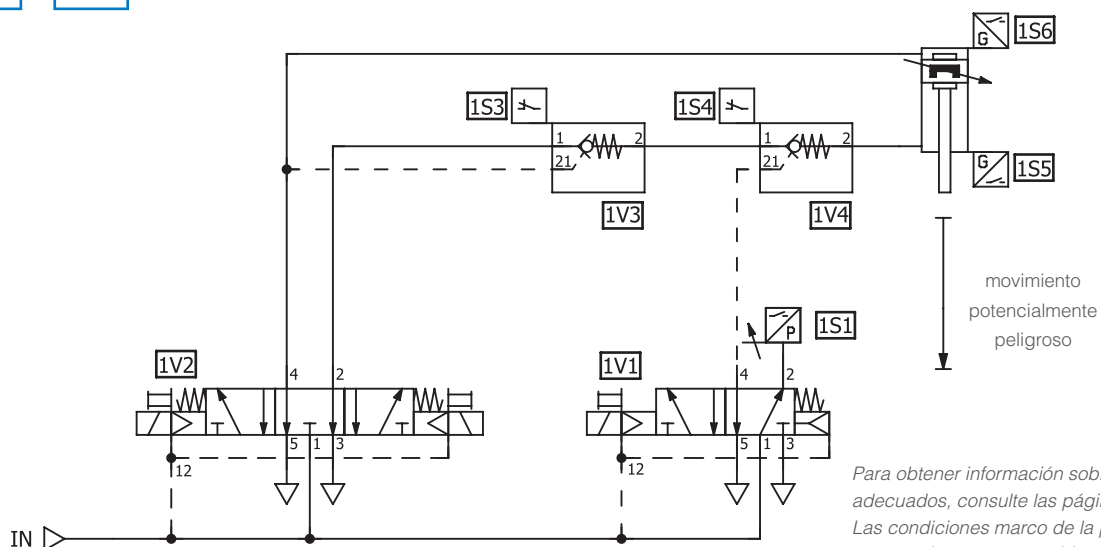 G 1S6
1S3
1S4
1 2
21
1 2
21
G 1S5
1V3
1V4
movimiento
potencialmente
peligroso
P 1S1
1V2
1V1
4 2
4 2
5 1 3
5 1 3
12
12
Para obtener información sob
adecuados, consulte las págin
Las condiciones marco de la p
IN